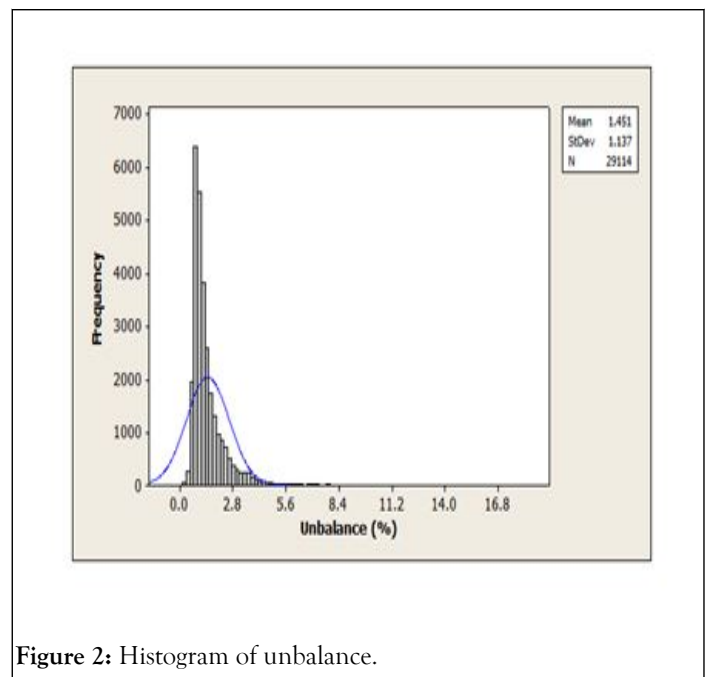 7000
6000
5000
4000
3000
2000
1000
0
Frequency
0.0 2.8 5.6 8.4 11.2 14.0 16.8
Unbalance (%)
Mean 1.451
StDev 1.137
N 29114
Figure 2: Histogram of unbalance.